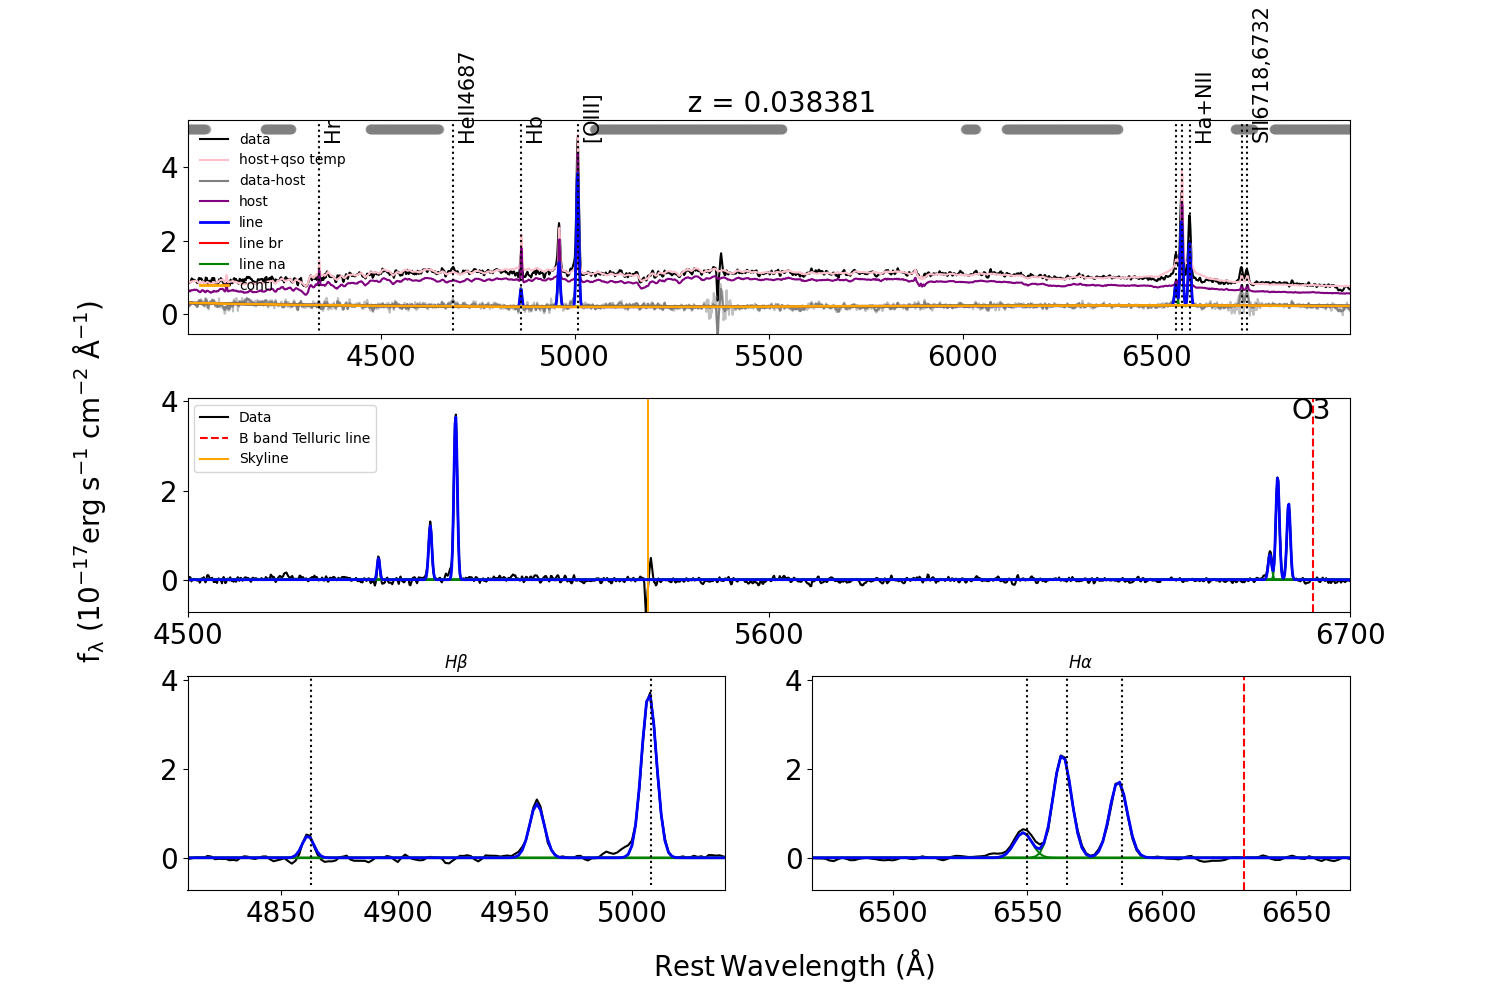 z = 0.038381
Hr
HeII4687
Hb
[OIII]
Ha+NII
SII6718,6732
data
host+qso temp
data-host
host
line
line br
line na
conti
4
2
0
4500
5000
5500
6000
6500
f_λ (10^−17 erg s^−1 cm^−2 Å^−1)
O3
Data
B band Telluric line
Skyline
4
2
0
4500
5600
6700
Hβ
4
2
0
4850
4900
4950
5000
Hα
4
2
0
6500
6550
6600
6650
Rest Wavelength (Å)